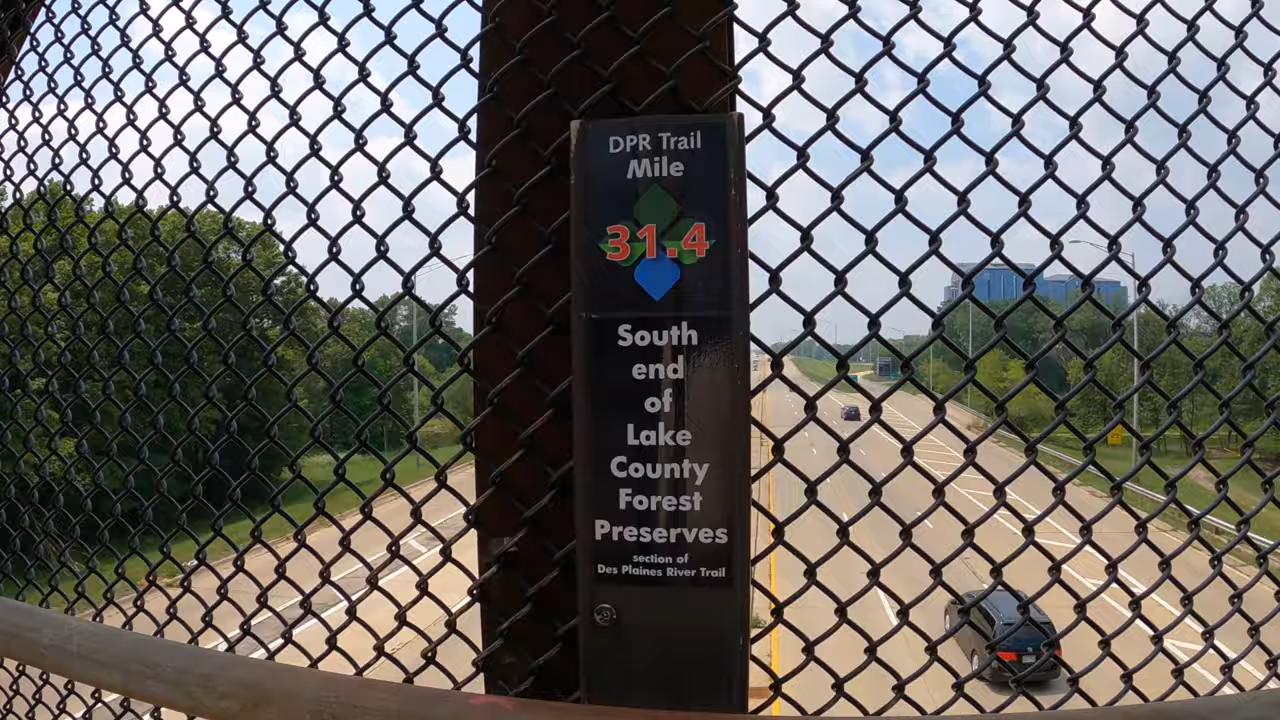 DPR Trail
Mile
31.4
South
end
of
Lake
County
Forest
Preserves
section of
Des Plaines River Trail